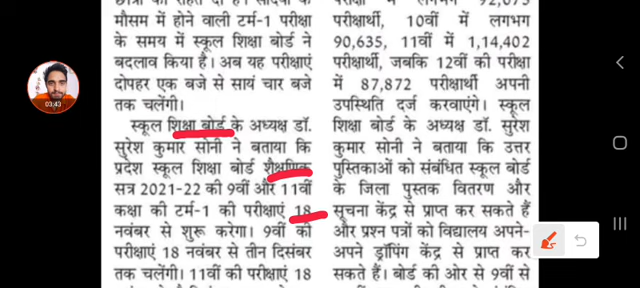 मौसम में होने वाली टर्म-1 परीक्षा
के समय में स्कूल शिक्षा बोर्ड ने
बदलाव किया है। अब यह परीक्षाएं
दोपहर एक बजे से सायं चार बजे
तक चलेंगी।
स्कूल शिक्षा बोर्ड के अध्यक्ष डॉ.
सुरेश कुमार सोनी ने बताया कि
प्रदेश स्कूल शिक्षा बोर्ड शैक्षणिक
सत्र 2021-22 की 9वीं और 11वीं
कक्षा की टर्म-1 की परीक्षाएं 18
नवंबर से शुरू करेगा। 9वीं की
परीक्षाएं 18 नवंबर से तीन दिसंबर
तक चलेंगी। 11वीं की परीक्षाएं 18
परीक्षार्थी, 10वीं में लगभग
90,635, 11वीं में 1,14,402
परीक्षार्थी, जबकि 12वीं की परीक्षा
में 87,872 परीक्षार्थी अपनी
उपस्थिति दर्ज करवाएंगे। स्कूल
शिक्षा बोर्ड के अध्यक्ष डॉ. सुरेश
कुमार सोनी ने बताया कि उत्तर
पुस्तिकाओं को संबंधित स्कूल बोर्ड
के जिला पुस्तक वितरण और
सूचना केंद्र से प्राप्त कर सकते हैं
और प्रश्न पत्रों को विद्यालय अपने-
अपने ड्रॉपिंग केंद्र से प्राप्त कर
सकते हैं। बोर्ड की ओर से 9वीं से
03:43